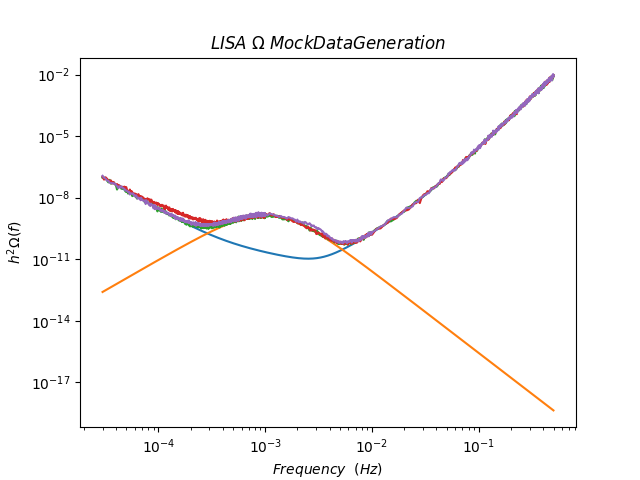 LISA Ω MockDataGeneration
10⁻²
10⁻⁵
10⁻⁸
10⁻¹¹
10⁻¹⁴
10⁻¹⁷
h²Ω(f)
10⁻⁴ 10⁻³ 10⁻² 10⁻¹
Frequency (Hz)